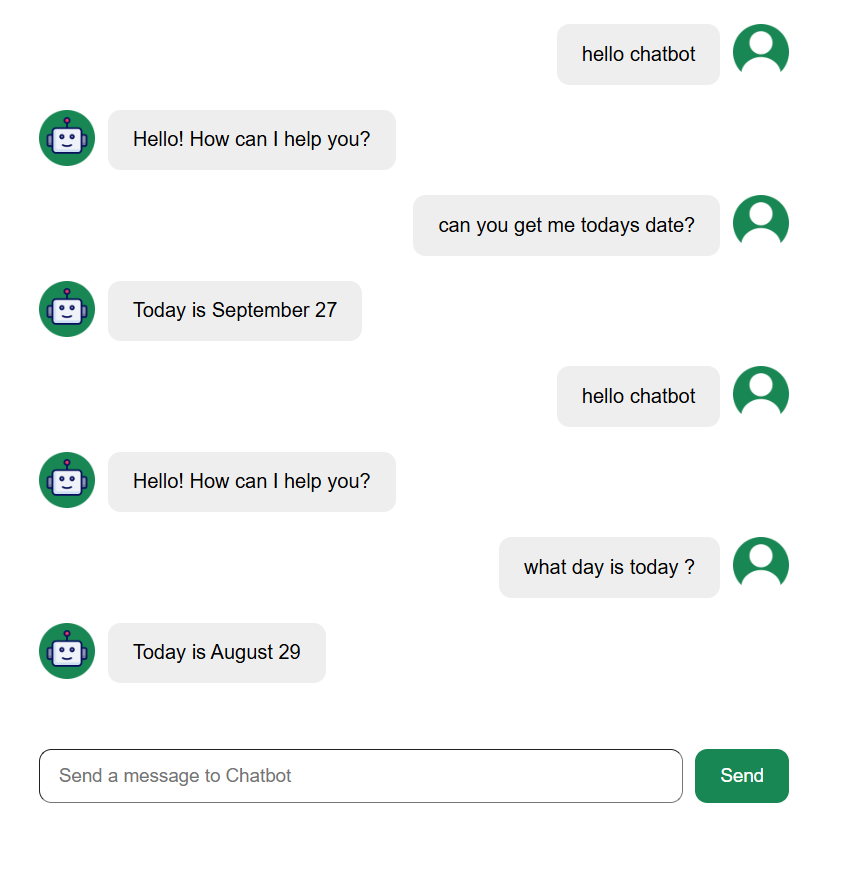 hello chatbot
Hello! How can I help you?
can you get me todays date?
Today is September 27
hello chatbot
Hello! How can I help you?
what day is today ?
Today is August 29
Send a message to Chatbot
Send